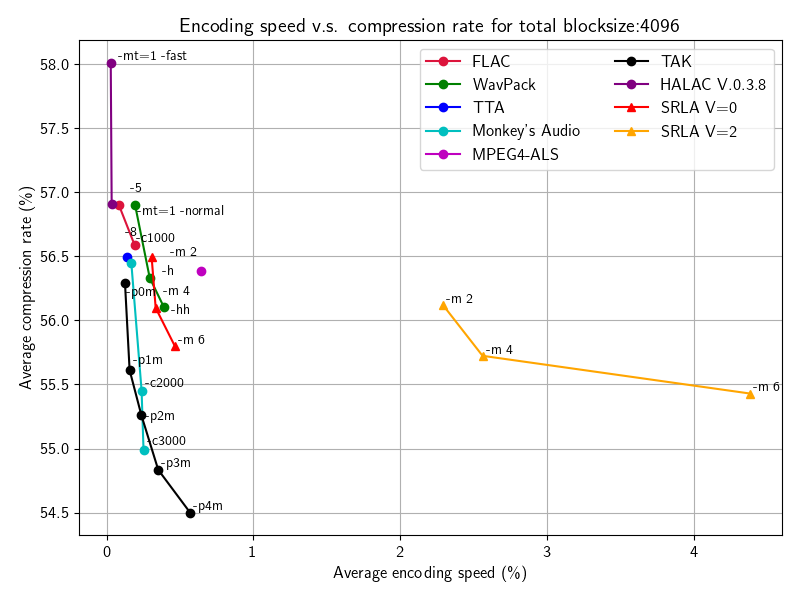 Encoding speed v.s. compression rate for total blocksize:4096
Average compression rate (%)
58.0
57.5
57.0
56.5
56.0
55.5
55.0
54.5
FLAC
WavPack
TTA
Monkey's Audio
MPEG4-ALS
TAK
HALAC V.0.3.8
SRLA V=0
SRLA V=2
-mt=1 -fast
-5
-mt=1 -normal
-8
-c1000
-m 2
-h
-p0m
-m 4
-hh
-m 6
-p1m
-c2000
-p2m
-c3000
-p3m
-p4m
-m 2
-m 4
-m 6
0
1
2
3
4
Average encoding speed (%)